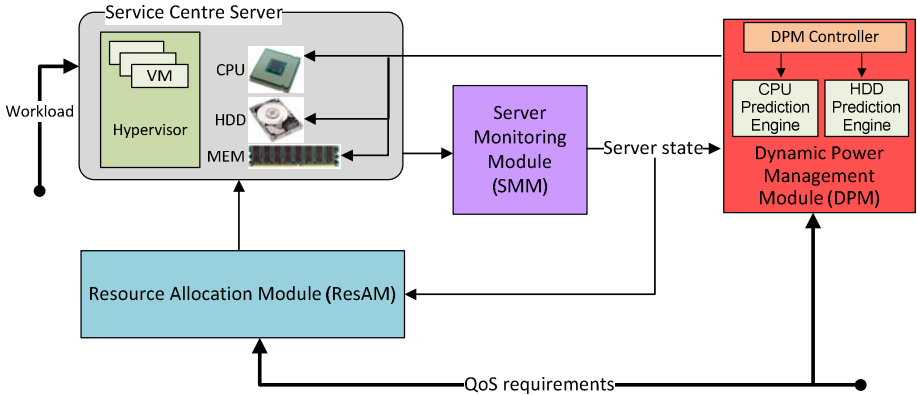 Service Centre Server
VM
Hypervisor
CPU
HDD
MEM
Workload
Server
Monitoring
Module
(SMM)
Server state
DPM Controller
CPU
Prediction
Engine
HDD
Prediction
Engine
Dynamic Power
Management
Module (DPM)
Resource Allocation Module (ResAM)
QoS requirements